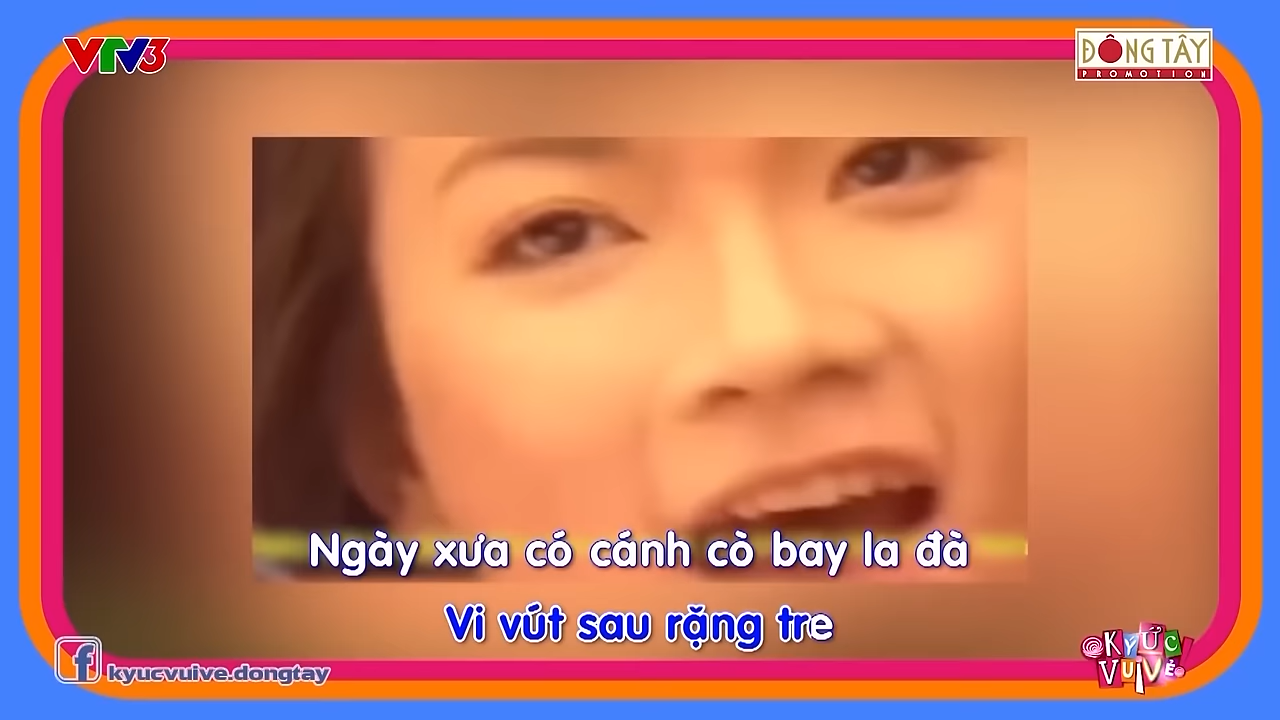 VTV3
ĐÔNG TÂY
PROMOTION
Ngày xưa có cánh cò bay la đà
Vi vút sau rặng tre
f kyucvuive.dongtay
KÝ ỨC
VUI VẺ